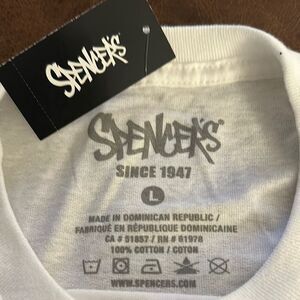 SPENCER'S
SPENCER'S
SINCE 1947
L
MADE IN DOMINICAN REPUBLIC /
FABRIQUÉ EN RÉPUBLIQUE DOMINICAINE
CA # 51857 / RN # 61978
100% COTTON / COTON
WWW.SPENCERS.COM